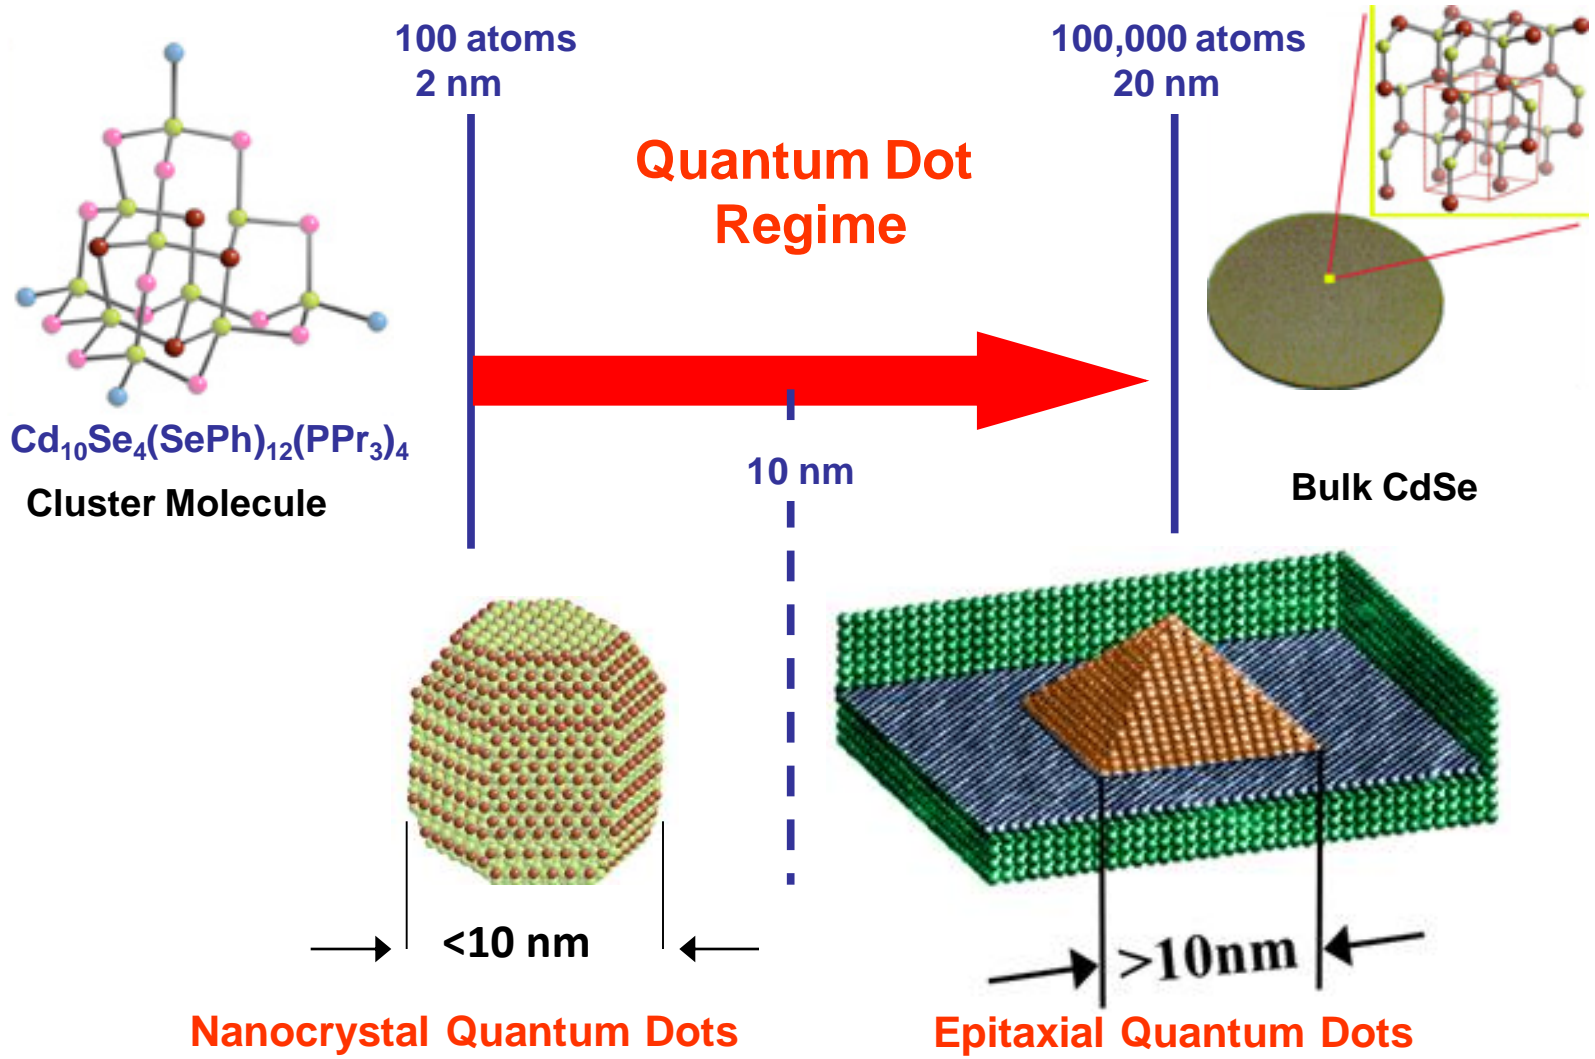 100 atoms
2 nm
100,000 atoms
20 nm
Quantum Dot
Regime
Cd₁₀Se₄(SePh)₁₂(PPr₃)₄
Cluster Molecule
10 nm
Bulk CdSe
<10 nm
>10nm
Nanocrystal Quantum Dots
Epitaxial Quantum Dots